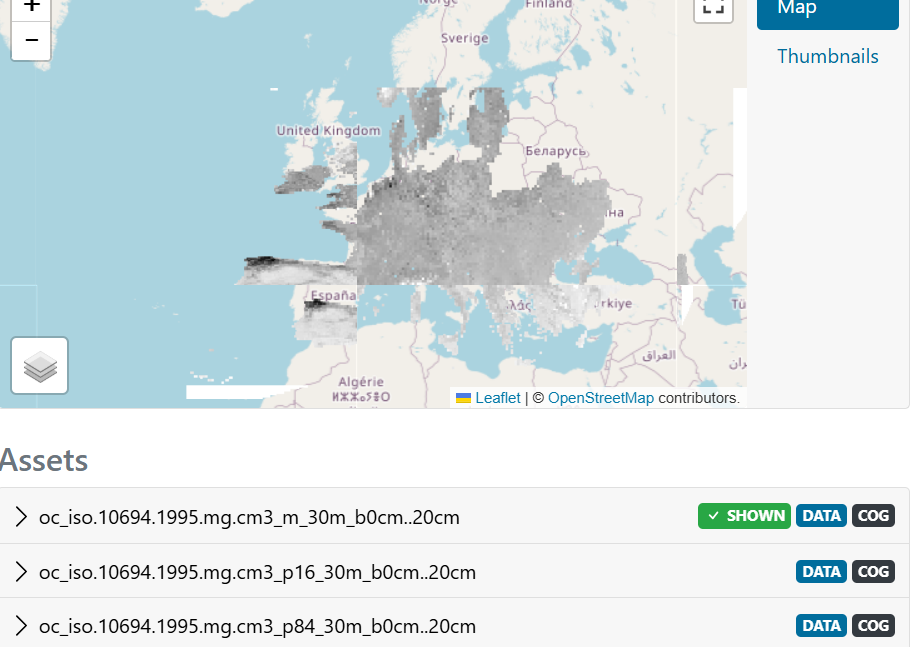 +
Norge
Finland
Map
−
Sverige
Thumbnails
United Kingdom
Беларусь
на
España
λάς
rkiye
Tü
العراق
Algérie
Leaflet | © OpenStreetMap contributors.
Assets
oc_iso.10694.1995.mg.cm3_m_30m_b0cm..20cm ✓ SHOWN DATA COG
oc_iso.10694.1995.mg.cm3_p16_30m_b0cm..20cm DATA COG
oc_iso.10694.1995.mg.cm3_p84_30m_b0cm..20cm DATA COG